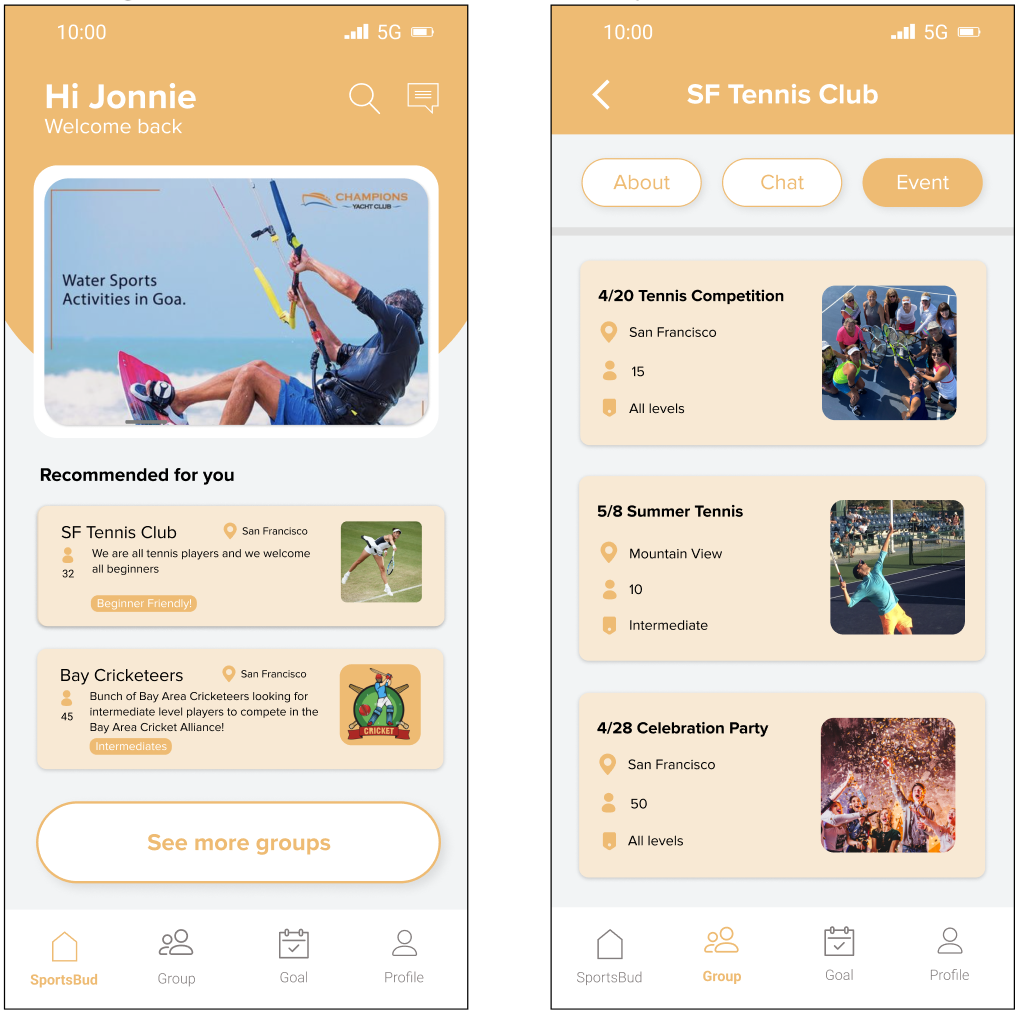 10:00
5G
Hi Jonnie
Welcome back
CHAMPIONS
YACHT CLUB
Water Sports
Activities in Goa.
Recommended for you
SF Tennis Club
San Francisco
32
We are all tennis players and we welcome
all beginners
Beginner Friendly!
Bay Cricketeers
San Francisco
45
Bunch of Bay Area Cricketeers looking for
intermediate level players to compete in the
Bay Area Cricket Alliance!
Intermediates
CRICKET
See more groups
SportsBud
Group
Goal
Profile
10:00
5G
SF Tennis Club
About
Chat
Event
4/20 Tennis Competition
San Francisco
15
All levels
5/8 Summer Tennis
Mountain View
10
Intermediate
4/28 Celebration Party
San Francisco
50
All levels
SportsBud
Group
Goal
Profile